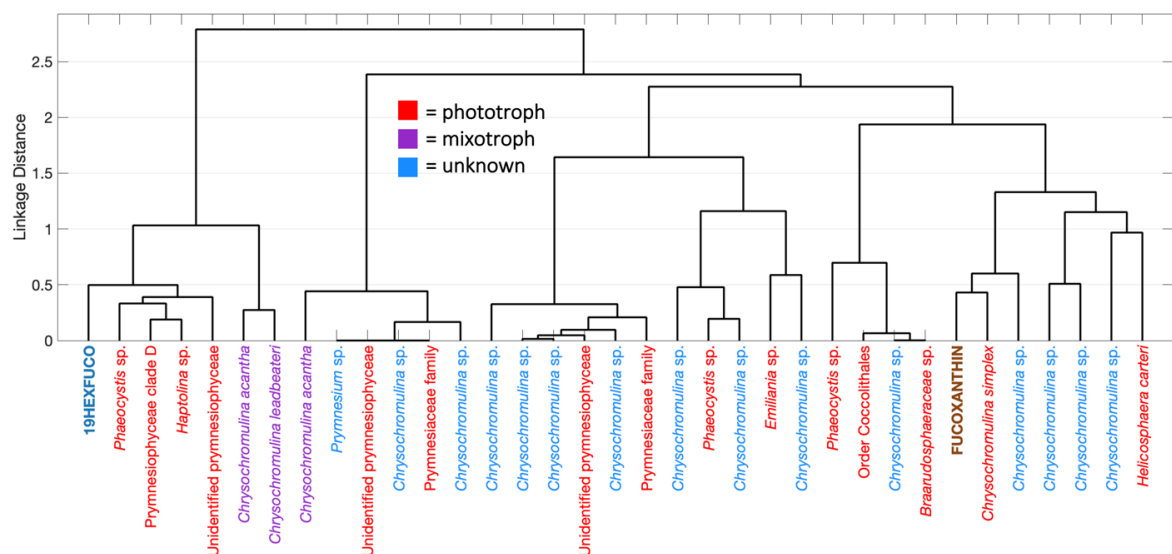 Linkage Distance
2.5
2
1.5
1
0.5
0
= phototroph
= mixotroph
= unknown
19HEXFUCO
Phaeocystis sp.
Prymnesiophyceae clade D
Haptolina sp.
Unidentified prymnesiophyceae
Chrysochromulina acantha
Chrysochromulina leadbeateri
Chrysochromulina acantha
Prymnesium sp.
Unidentified prymnesiophyceae
Chrysochromulina sp.
Prymnesiaceae family
Chrysochromulina sp.
Chrysochromulina sp.
Chrysochromulina sp.
Chrysochromulina sp.
Unidentified prymnesiophyceae
Chrysochromulina sp.
Prymnesiaceae family
Chrysochromulina sp.
Phaeocystis sp.
Chrysochromulina sp.
Emiliania sp.
Chrysochromulina sp.
Phaeocystis sp.
Order Coccolithales
Chrysochromulina sp.
Braarudosphaeraceae sp.
FUCOXANTHIN
Chrysochromulina simplex
Chrysochromulina sp.
Chrysochromulina sp.
Chrysochromulina sp.
Chrysochromulina sp.
Helicosphaera carteri